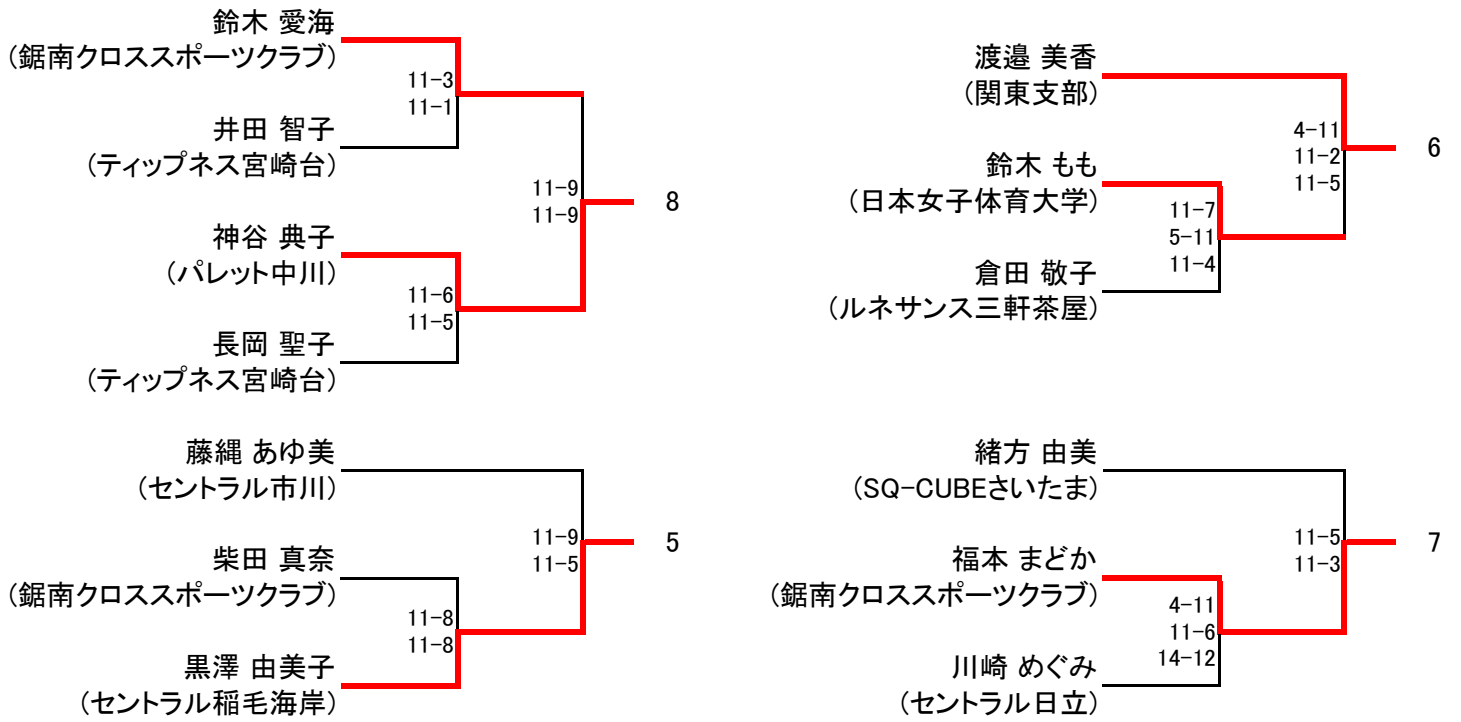 鈴木 愛海
(鋸南クロススポーツクラブ)
11-3
11-1
井田 智子
(ティップネス宮崎台)
11-9
11-9
8
神谷 典子
(パレット中川)
11-6
11-5
長岡 聖子
(ティップネス宮崎台)
渡邉 美香
(関東支部)
4-11
11-2
11-5
6
鈴木 もも
(日本女子体育大学)
11-7
5-11
11-4
倉田 敬子
(ルネサンス三軒茶屋)
藤縄 あゆ美
(セントラル市川)
11-9
11-5
5
柴田 真奈
(鋸南クロススポーツクラブ)
11-8
11-8
黒澤 由美子
(セントラル稲毛海岸)
緒方 由美
(SQ-CUBEさいたま)
11-5
11-3
7
福本 まどか
(鋸南クロススポーツクラブ)
4-11
11-6
14-12
川崎 めぐみ
(セントラル日立)